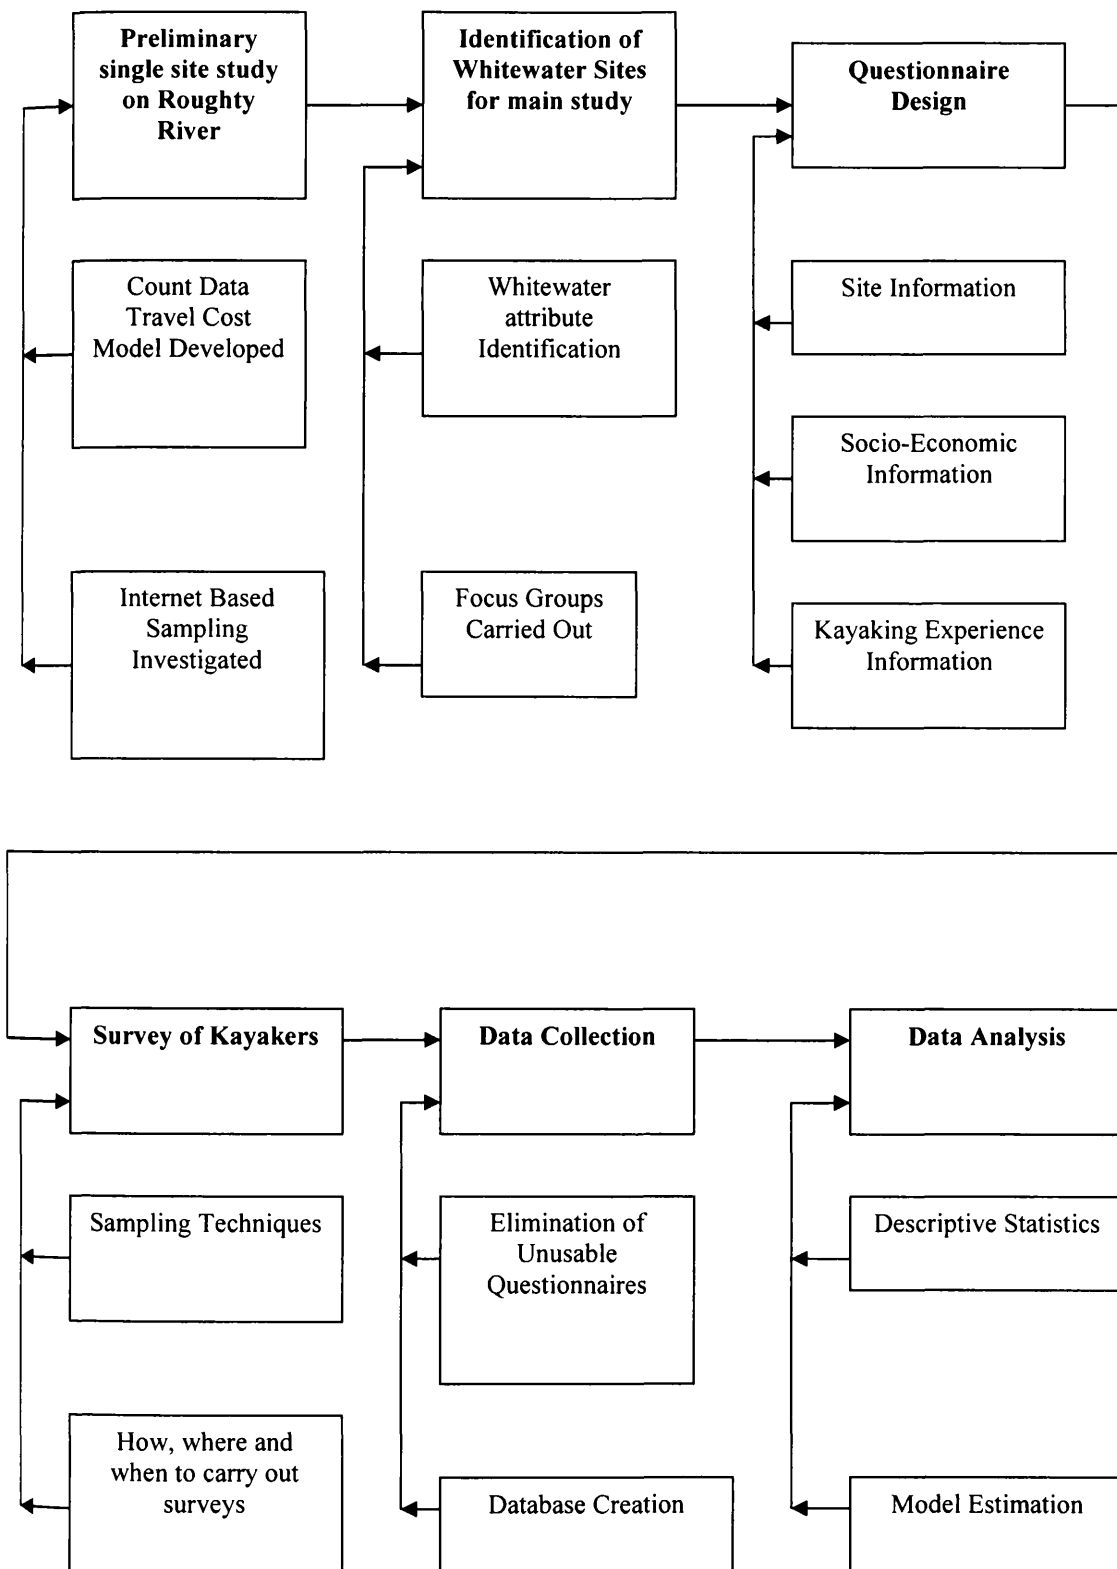 Preliminary
single site study
on Roughty
River
Identification of
Whitewater Sites
for main study
Questionnaire
Design
Count Data
Travel Cost
Model Developed
Whitewater
attribute
Identification
Site Information
Socio-Economic
Information
Internet Based
Sampling
Investigated
Focus Groups
Carried Out
Kayaking Experience
Information
Survey of Kayakers
Data Collection
Data Analysis
Sampling Techniques
Elimination of
Unusable
Questionnaires
Descriptive Statistics
How, where and
when to carry out
surveys
Database Creation
Model Estimation